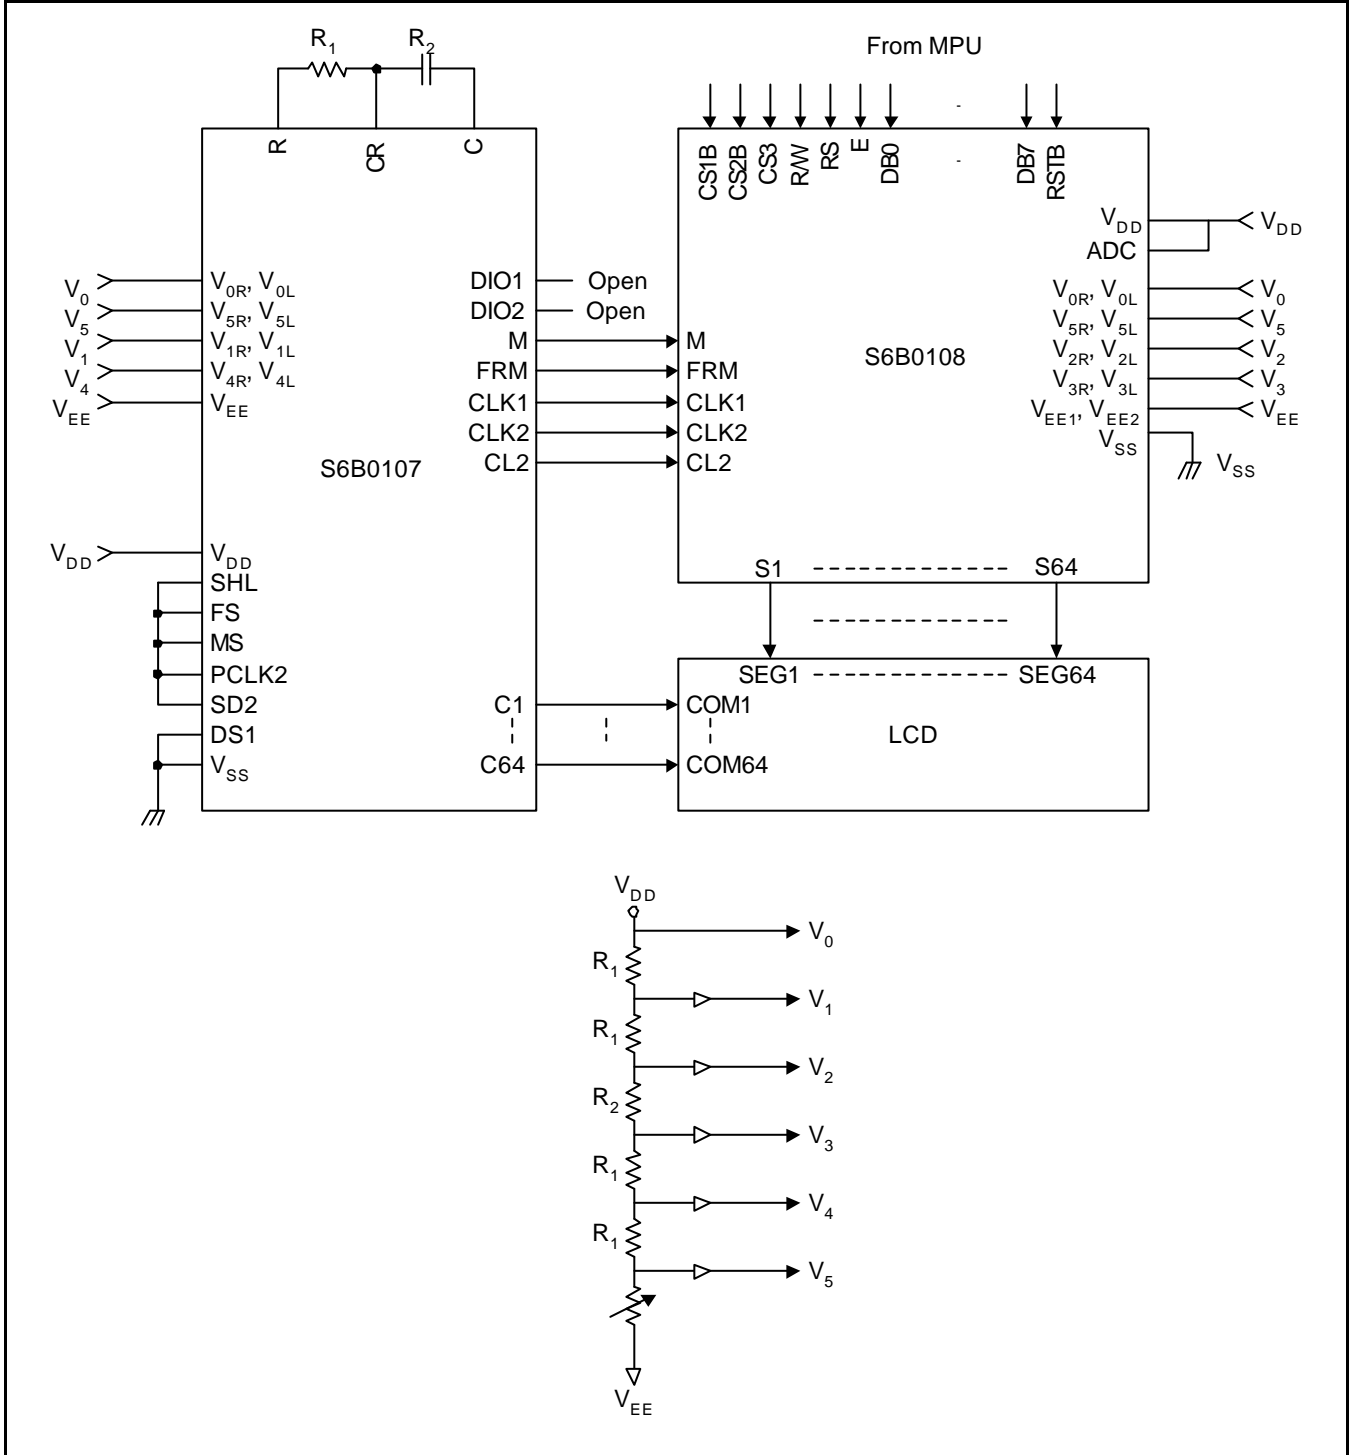 R1 R2
From MPU
R CR C
CS1B CS2B CS3 R/W RS E DB0 DB7 RSTB
VDD VDD
ADC
V0 V0R, V0L
V5 V5R, V5L
V1 V1R, V1L
V4 V4R, V4L
VEE VEE
S6B0107
DIO1 Open
DIO2 Open
M M
FRM FRM
CLK1 CLK1
CLK2 CLK2
CL2 CL2
S6B0108
V0R, V0L V0
V5R, V5L V5
V2R, V2L V2
V3R, V3L V3
VEE1, VEE2 VEE
VSS VSS
VDD VDD
SHL
FS
MS
PCLK2
SD2
DS1
VSS
S1 S64
SEG1 SEG64
C1 COM1
LCD
C64 COM64
VDD
V0
R1
V1
R1
V2
R2
V3
R1
V4
R1
V5
VEE